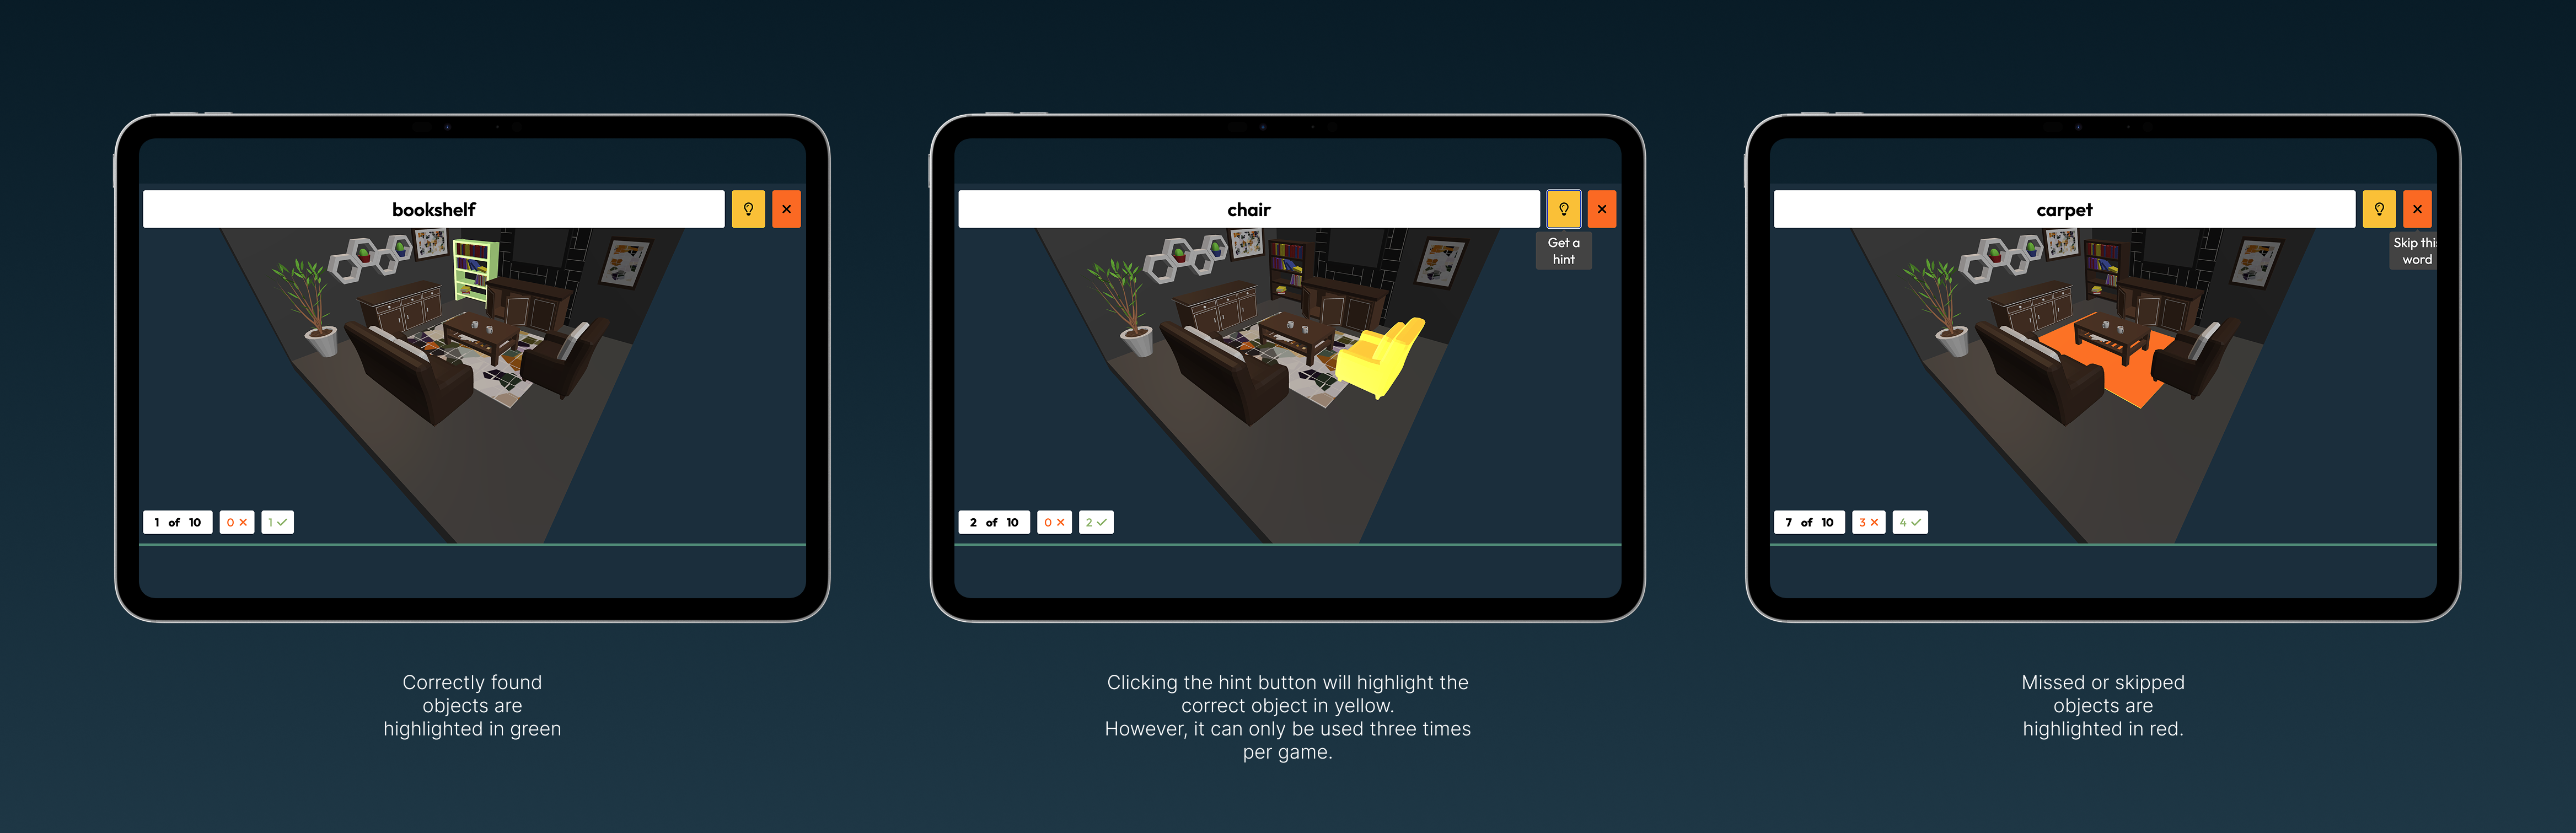 bookshelf
1 of 10 0 × 1 ✓
Correctly found
objects are
highlighted in green
chair
Get a
hint
2 of 10 0 × 2 ✓
Clicking the hint button will highlight the
correct object in yellow.
However, it can only be used three times
per game.
carpet
Skip this
word
7 of 10 3 × 4 ✓
Missed or skipped
objects are
highlighted in red.